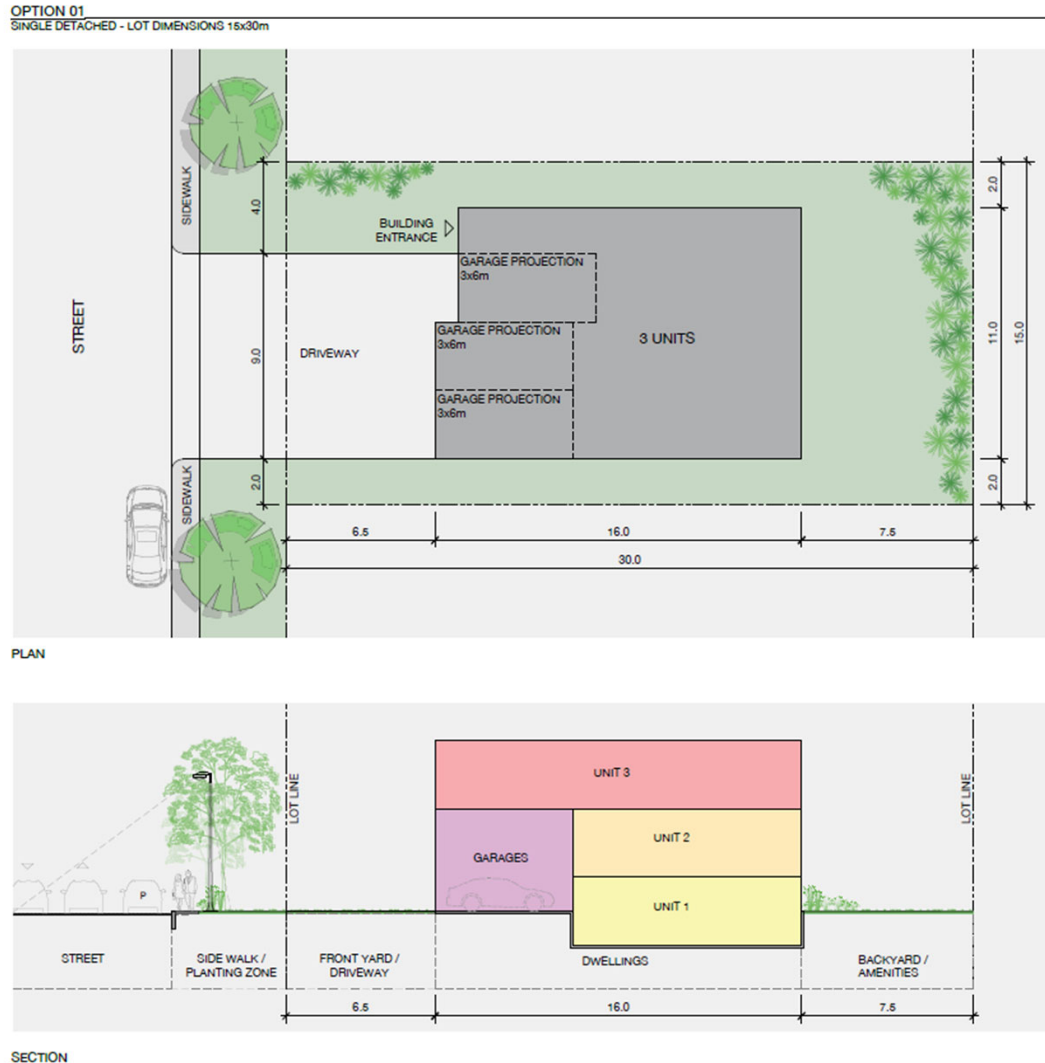 OPTION 01
SINGLE DETACHED - LOT DIMENSIONS 15x30m
SIDEWALK
4.0
BUILDING
ENTRANCE
2.0
GARAGE PROJECTION
3x6m
STREET
GARAGE PROJECTION
3x6m
3 UNITS
DRIVEWAY
9.0
11.0
15.0
GARAGE PROJECTION
3x6m
SIDEWALK
2.0
2.0
6.5
16.0
7.5
30.0
PLAN
LOT LINE
LOT LINE
UNIT 3
UNIT 2
GARAGES
P
UNIT 1
STREET
SIDE WALK /
PLANTING ZONE
FRONT YARD /
DRIVEWAY
DWELLINGS
BACKYARD /
AMENITIES
6.5
16.0
7.5
SECTION